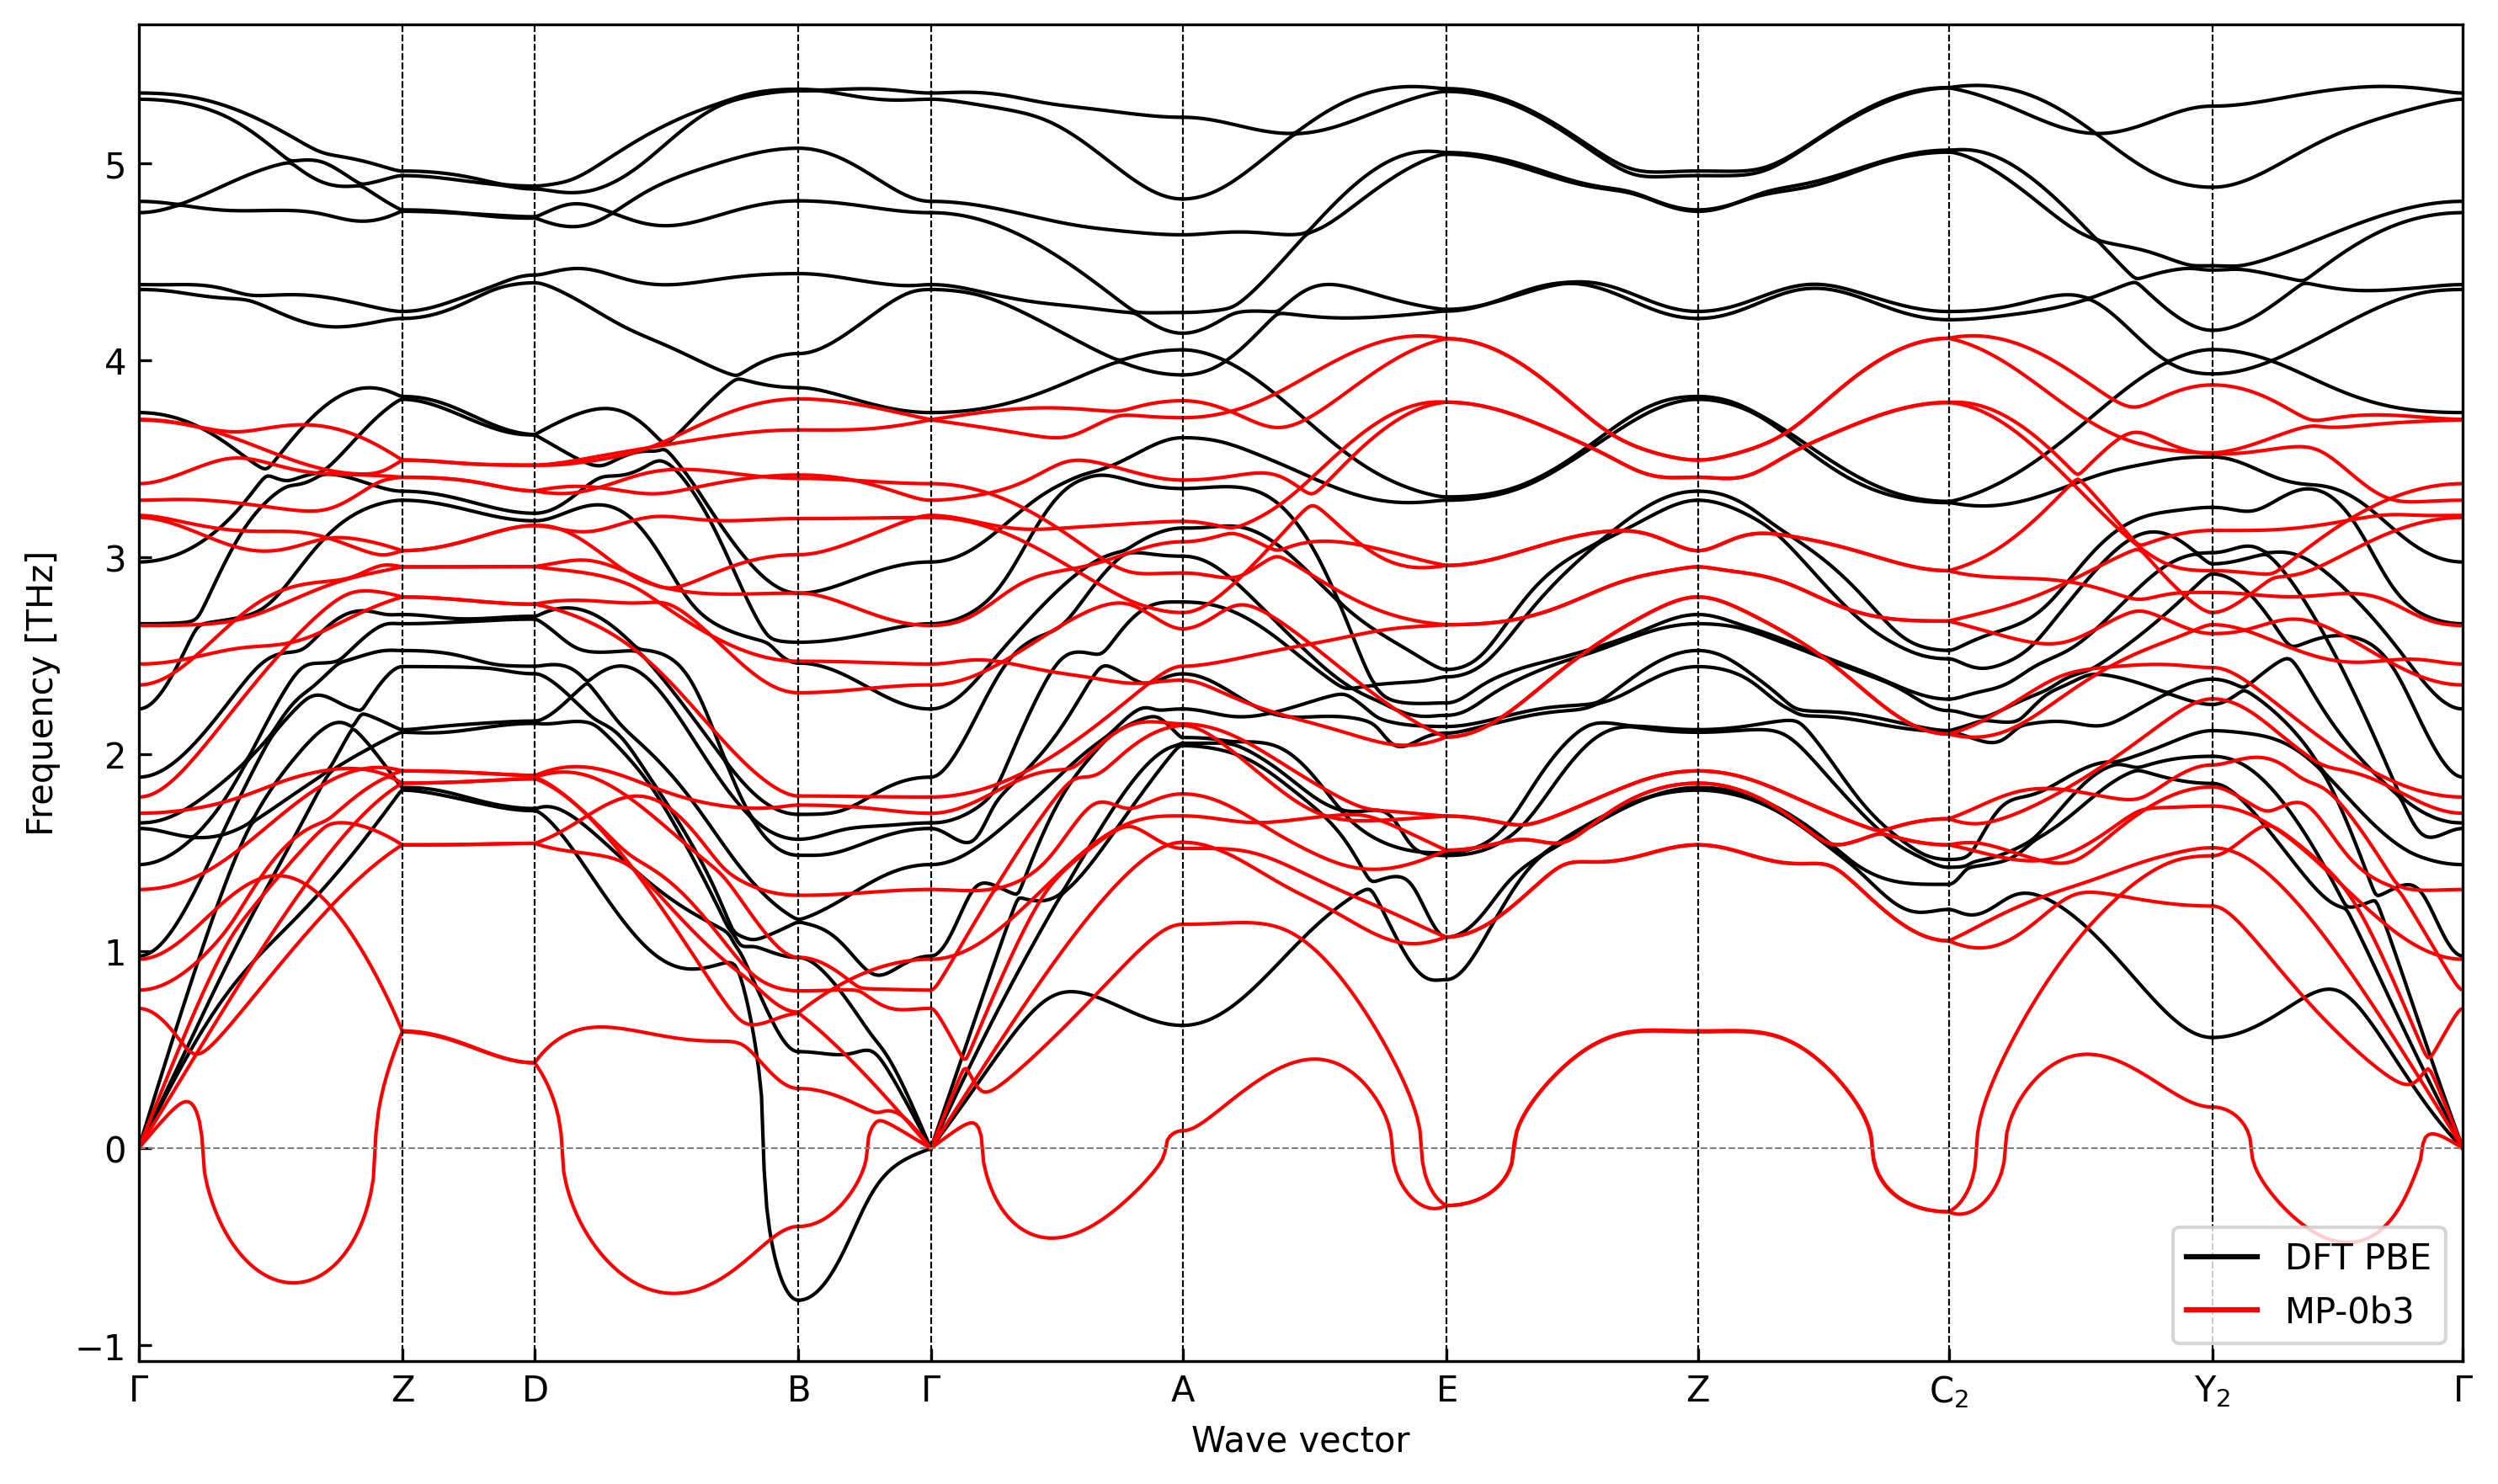 Frequency [THz]
5
4
3
2
1
0
−1
Γ Z D B Γ A E Z C₂ Y₂ Γ
Wave vector
DFT PBE
MP-0b3